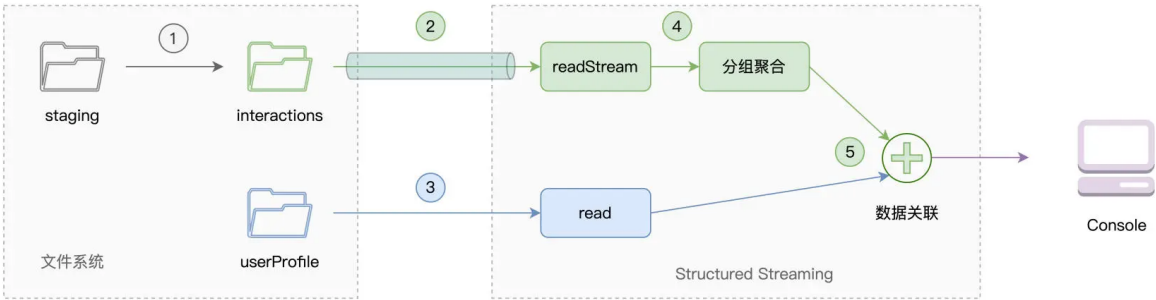 1
2
4
readStream
分组聚合
staging
interactions
5
3
read
数据关联
Console
userProfile
文件系统
Structured Streaming